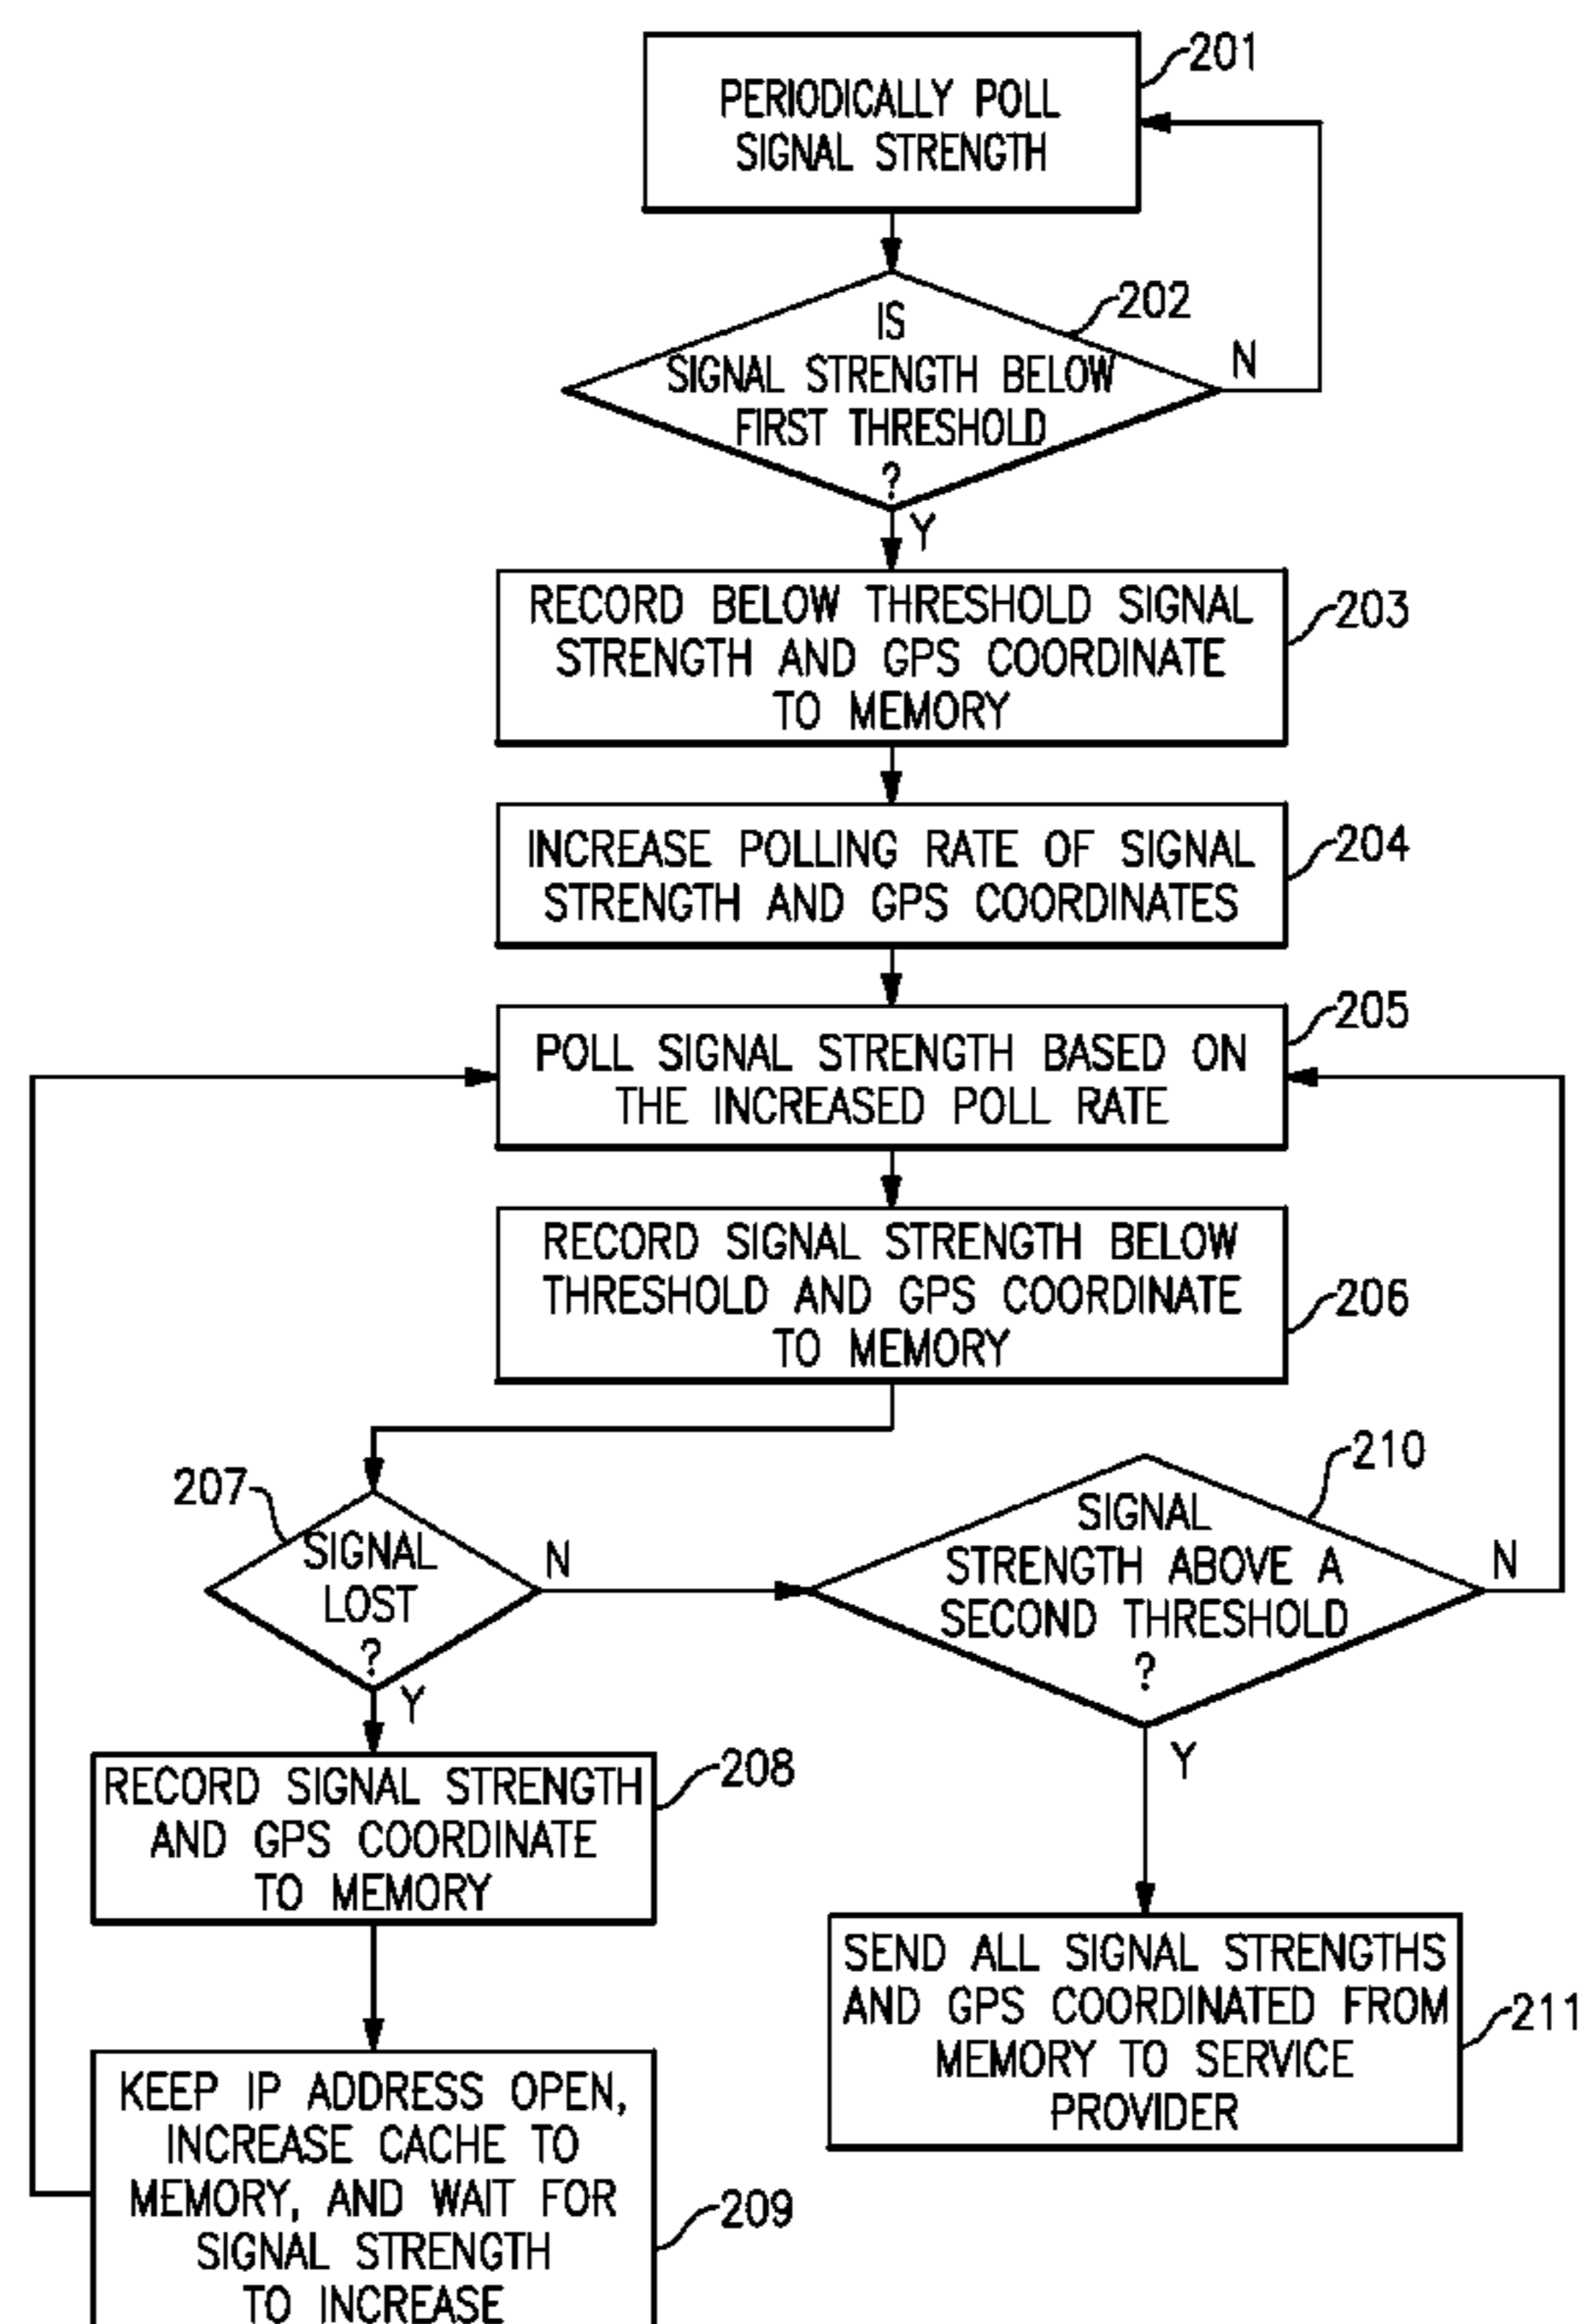 201
PERIODICALLY POLL
SIGNAL STRENGTH
202
IS
SIGNAL STRENGTH BELOW
FIRST THRESHOLD
?
N
Y
RECORD BELOW THRESHOLD SIGNAL
STRENGTH AND GPS COORDINATE
TO MEMORY
203
INCREASE POLLING RATE OF SIGNAL
STRENGTH AND GPS COORDINATES
204
POLL SIGNAL STRENGTH BASED ON
THE INCREASED POLL RATE
205
RECORD SIGNAL STRENGTH BELOW
THRESHOLD AND GPS COORDINATE
TO MEMORY
206
207
SIGNAL
LOST
?
N
Y
210
SIGNAL
STRENGTH ABOVE A
SECOND THRESHOLD
?
N
Y
RECORD SIGNAL STRENGTH
AND GPS COORDINATE
TO MEMORY
208
SEND ALL SIGNAL STRENGTHS
AND GPS COORDINATED FROM
MEMORY TO SERVICE
PROVIDER
211
KEEP IP ADDRESS OPEN,
INCREASE CACHE TO
MEMORY, AND WAIT FOR
SIGNAL STRENGTH
TO INCREASE
209